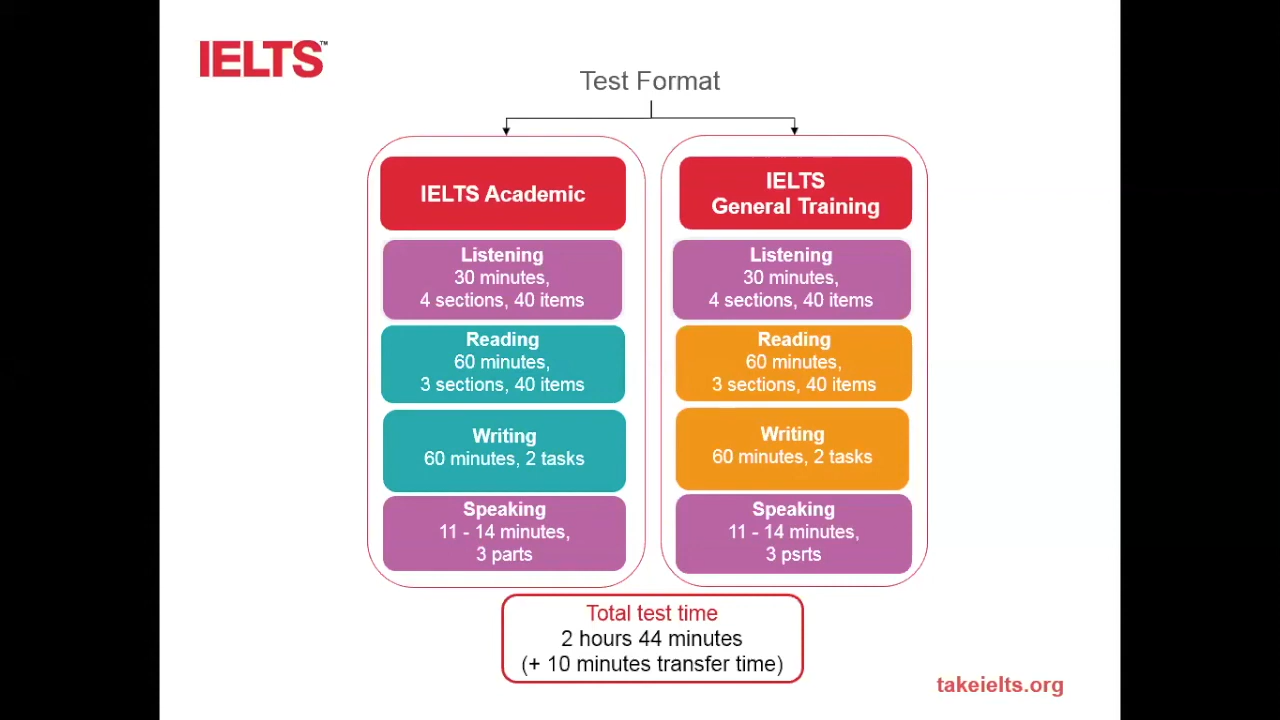 IELTS™
Test Format
IELTS Academic
Listening
30 minutes,
4 sections, 40 items
Reading
60 minutes,
3 sections, 40 items
Writing
60 minutes, 2 tasks
Speaking
11 - 14 minutes,
3 parts
IELTS
General Training
Listening
30 minutes,
4 sections, 40 items
Reading
60 minutes,
3 sections, 40 items
Writing
60 minutes, 2 tasks
Speaking
11 - 14 minutes,
3 psrts
Total test time
2 hours 44 minutes
(+ 10 minutes transfer time)
takeielts.org